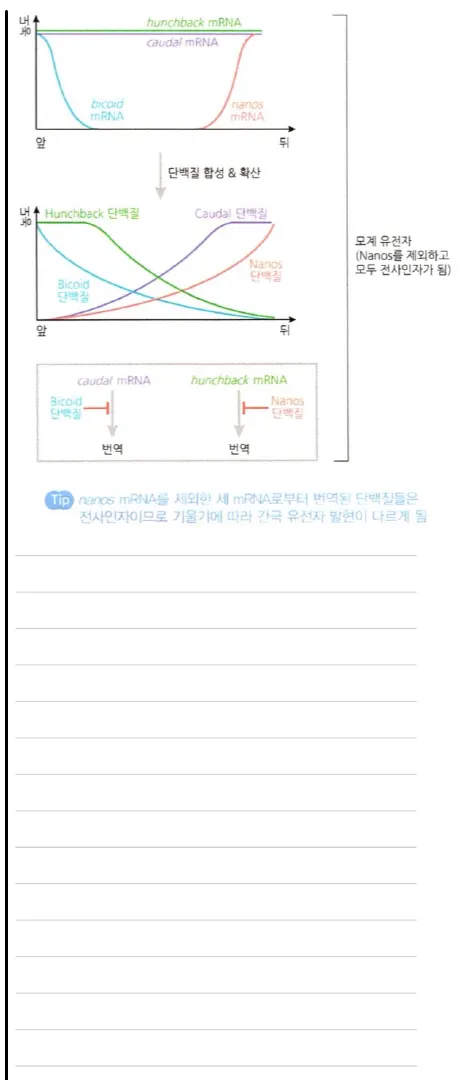 농도
hunchback mRNA
caudal mRNA
bicoid
mRNA
nanos
mRNA
앞
뒤
단백질 합성 & 확산
농도
Hunchback 단백질
Caudal 단백질
Bicoid
단백질
Nanos
단백질
앞
뒤
모계 유전자
(Nanos를 제외하고
모두 전사인자가 됨)
caudal mRNA
hunchback mRNA
Bicoid
단백질
Nanos
단백질
번역
번역
Tip nanos mRNA를 제외한 세 mRNA로부터 번역된 단백질들은
전사인자이므로 기울기에 따라 간극 유전자 발현이 다르게 됨